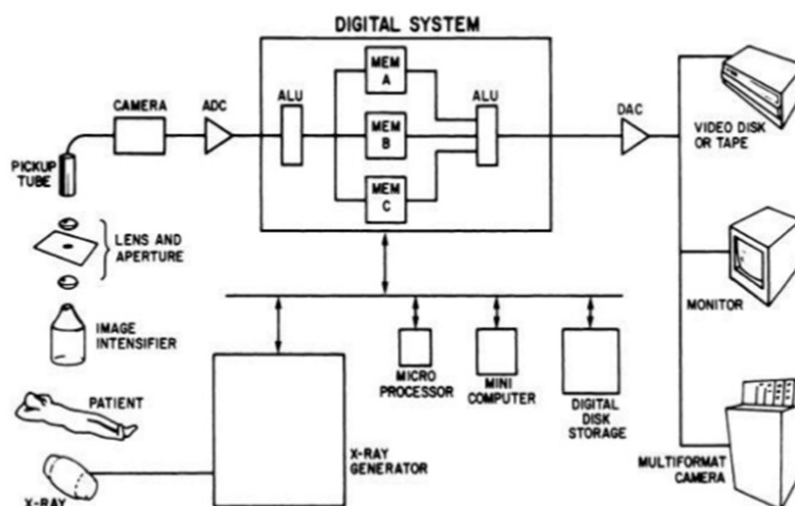 DIGITAL SYSTEM
MEM
A
CAMERA
ADC
ALU
ALU
DAC
MEM
B
VIDEO DISK
OR TAPE
PICKUP
TUBE
MEM
C
LENS AND
APERTURE
MONITOR
IMAGE
INTENSIFIER
MICRO
PROCESSOR
MINI
COMPUTER
DIGITAL
DISK
STORAGE
PATIENT
X-RAY
GENERATOR
MULTIFORMAT
CAMERA
X-RAY